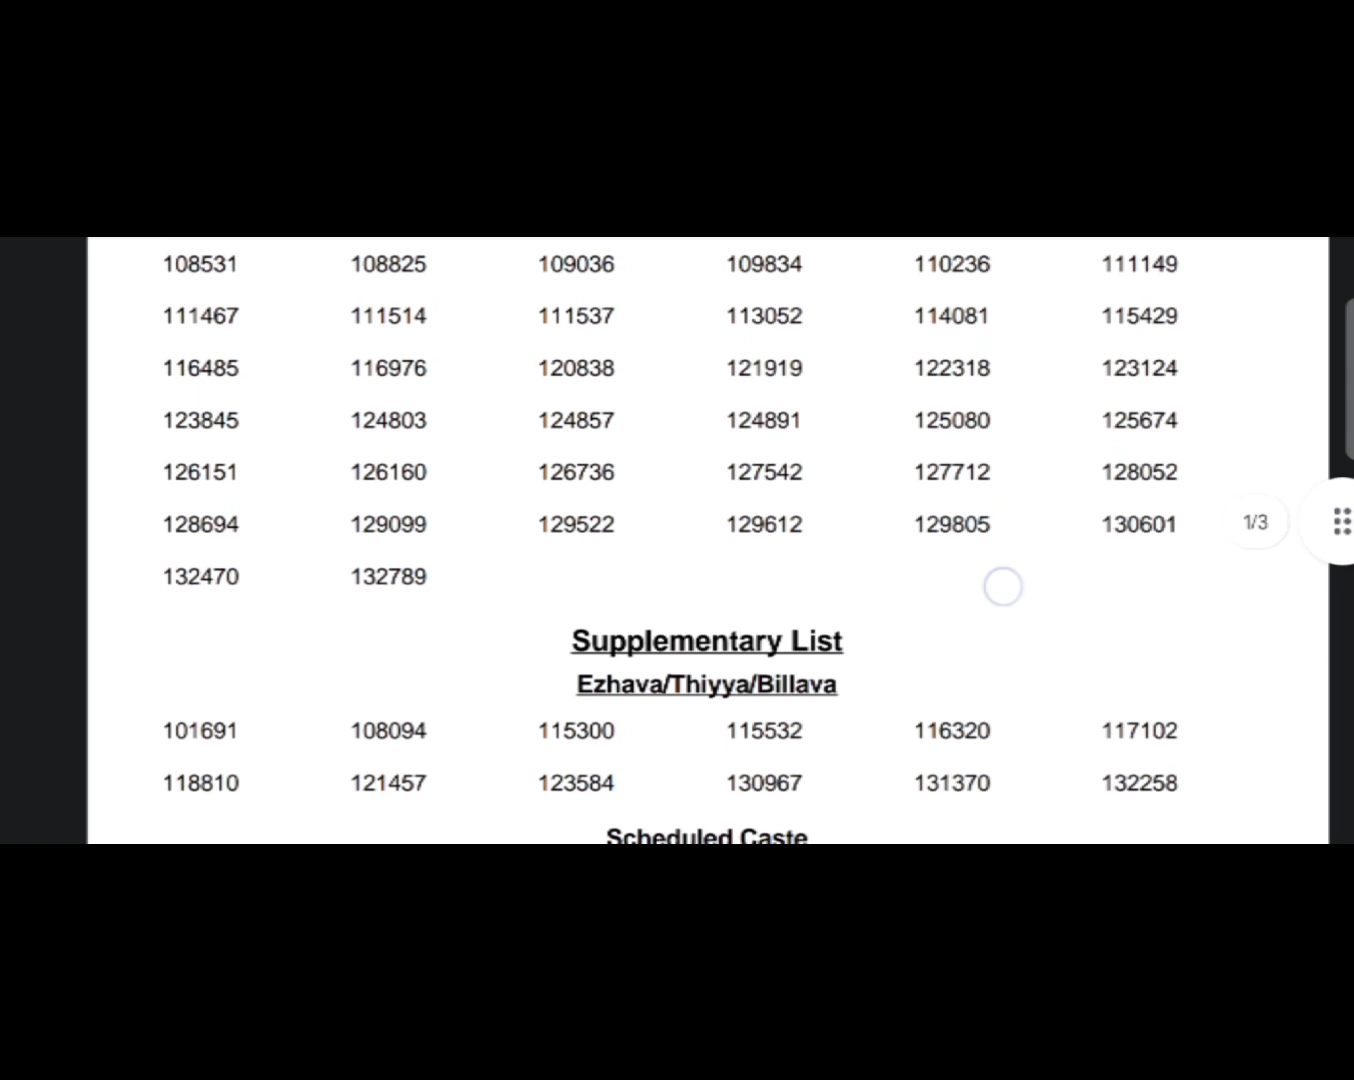 108531 108825 109036 109834 110236 111149
111467 111514 111537 113052 114081 115429
116485 116976 120838 121919 122318 123124
123845 124803 124857 124891 125080 125674
126151 126160 126736 127542 127712 128052
128694 129099 129522 129612 129805 130601
1/3
132470 132789
Supplementary List
Ezhava/Thiyya/Billava
101691 108094 115300 115532 116320 117102
118810 121457 123584 130967 131370 132258
Scheduled Caste